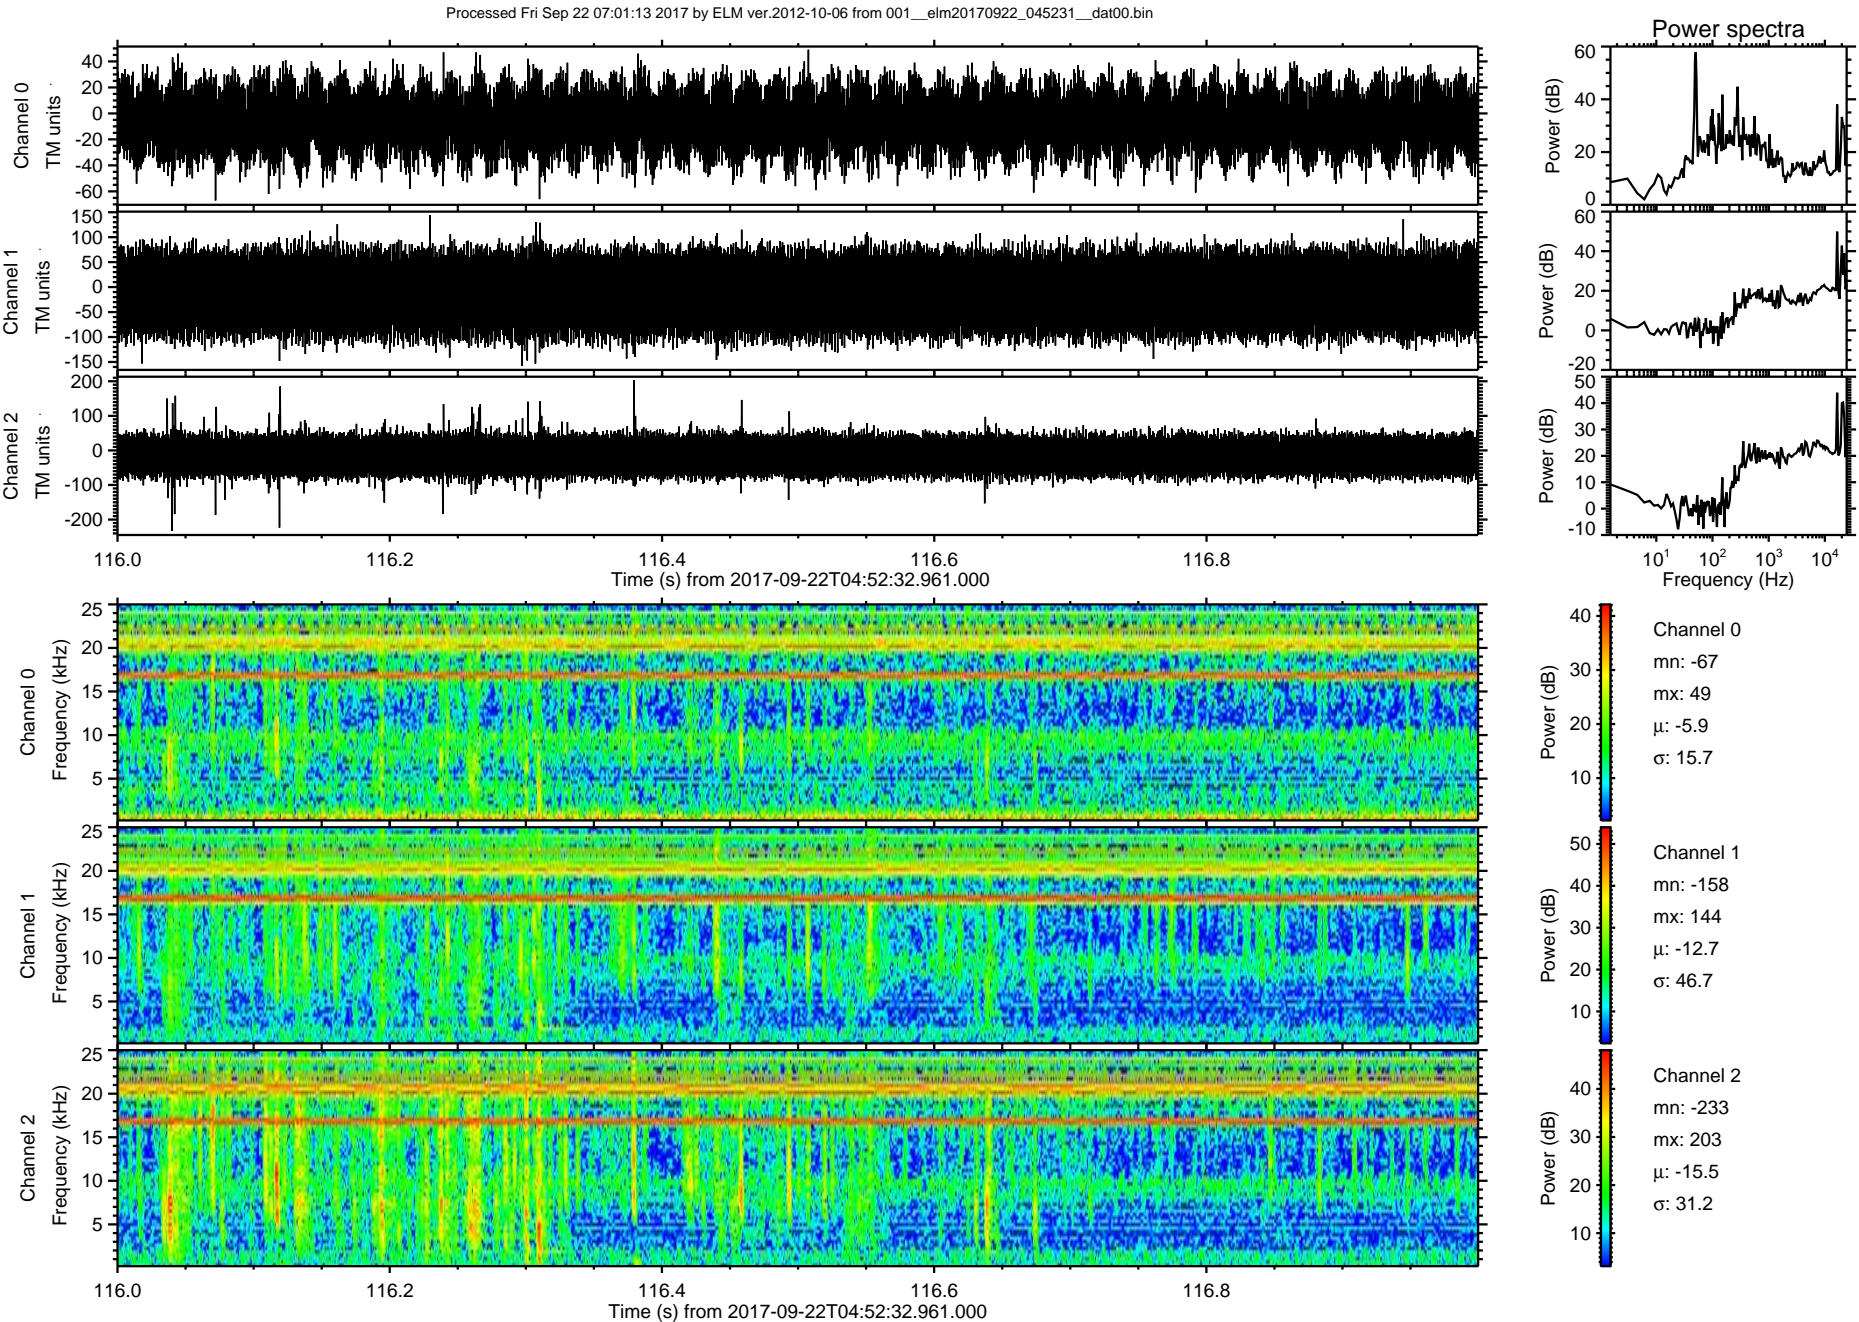 Processed Fri Sep 22 07:01:13 2017 by ELM ver.2012-10-06 from 001__elm20170922_045231__dat00.bin
Power spectra
Channel 0
TM units
40
20
0
-20
-40
-60
Power (dB)
60
40
20
0
Channel 1
TM units
150
100
50
0
-50
-100
-150
Power (dB)
60
40
20
0
-20
Channel 2
TM units
200
100
0
-100
-200
Power (dB)
50
40
30
20
10
0
-10
116.0 116.2 116.4 116.6 116.8
Time (s) from 2017-09-22T04:52:32.961.000
10^1 10^2 10^3 10^4
Frequency (Hz)
Channel 0
Frequency (kHz)
25
20
15
10
5
Power (dB)
40
30
20
10
Channel 0
mn: -67
mx: 49
μ: -5.9
σ: 15.7
Channel 1
Frequency (kHz)
25
20
15
10
5
Power (dB)
50
40
30
20
10
Channel 1
mn: -158
mx: 144
μ: -12.7
σ: 46.7
Channel 2
Frequency (kHz)
25
20
15
10
5
Power (dB)
40
30
20
10
Channel 2
mn: -233
mx: 203
μ: -15.5
σ: 31.2
116.0 116.2 116.4 116.6 116.8
Time (s) from 2017-09-22T04:52:32.961.000